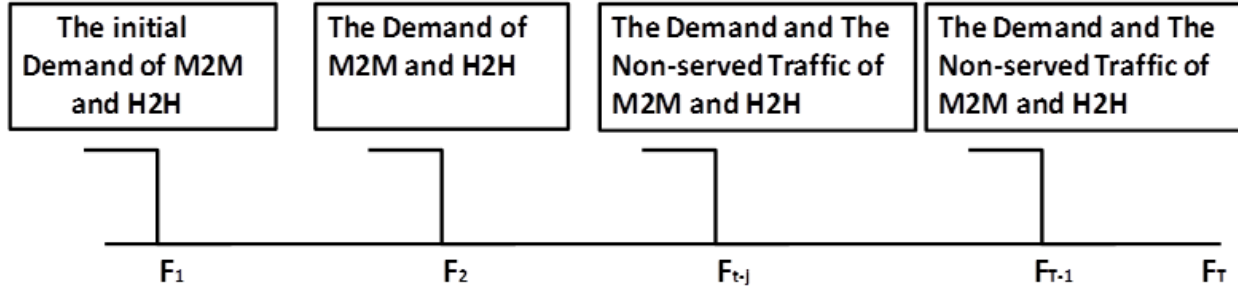 The initial
Demand of M2M
and H2H
The Demand of
M2M and H2H
The Demand and The
Non-served Traffic of
M2M and H2H
The Demand and The
Non-served Traffic of
M2M and H2H
F1
F2
Ft-j
FT-1
FT